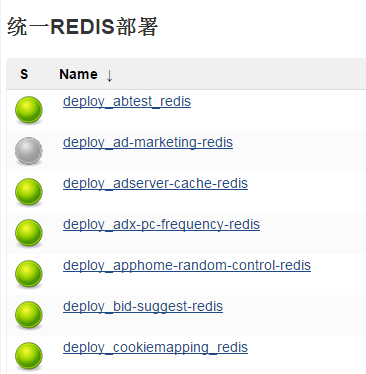 统一REDIS部署
S Name ↓
deploy_abtest_redis
deploy_ad-marketing-redis
deploy_adserver-cache-redis
deploy_adx-pc-frequency-redis
deploy_apphome-random-control-redis
deploy_bid-suggest-redis
deploy_cookiemapping_redis